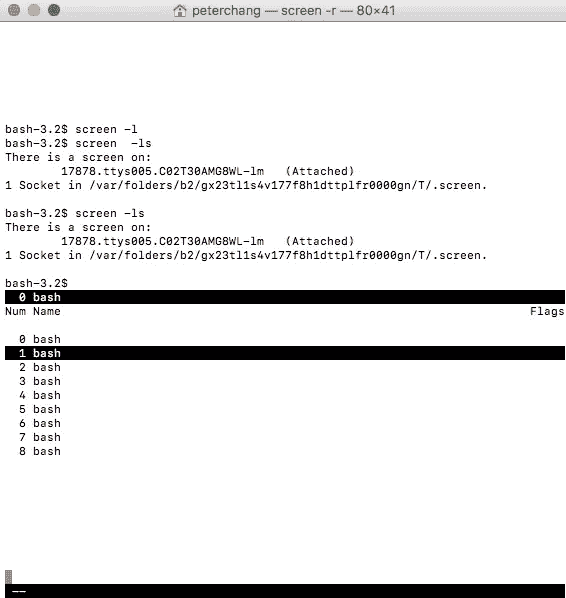 peterchang — screen -r — 80×41
bash-3.2$ screen -l
bash-3.2$ screen  -ls
There is a screen on:
        17878.ttys005.C02T30AMG8WL-lm   (Attached)
1 Socket in /var/folders/b2/gx23tl1s4v177f8h1dttplfr0000gn/T/.screen.
bash-3.2$ screen -ls
There is a screen on:
        17878.ttys005.C02T30AMG8WL-lm   (Attached)
1 Socket in /var/folders/b2/gx23tl1s4v177f8h1dttplfr0000gn/T/.screen.
bash-3.2$
  0 bash
Num Name                                                                   Flags
  0 bash
  1 bash
  2 bash
  3 bash
  4 bash
  5 bash
  6 bash
  7 bash
  8 bash
 --